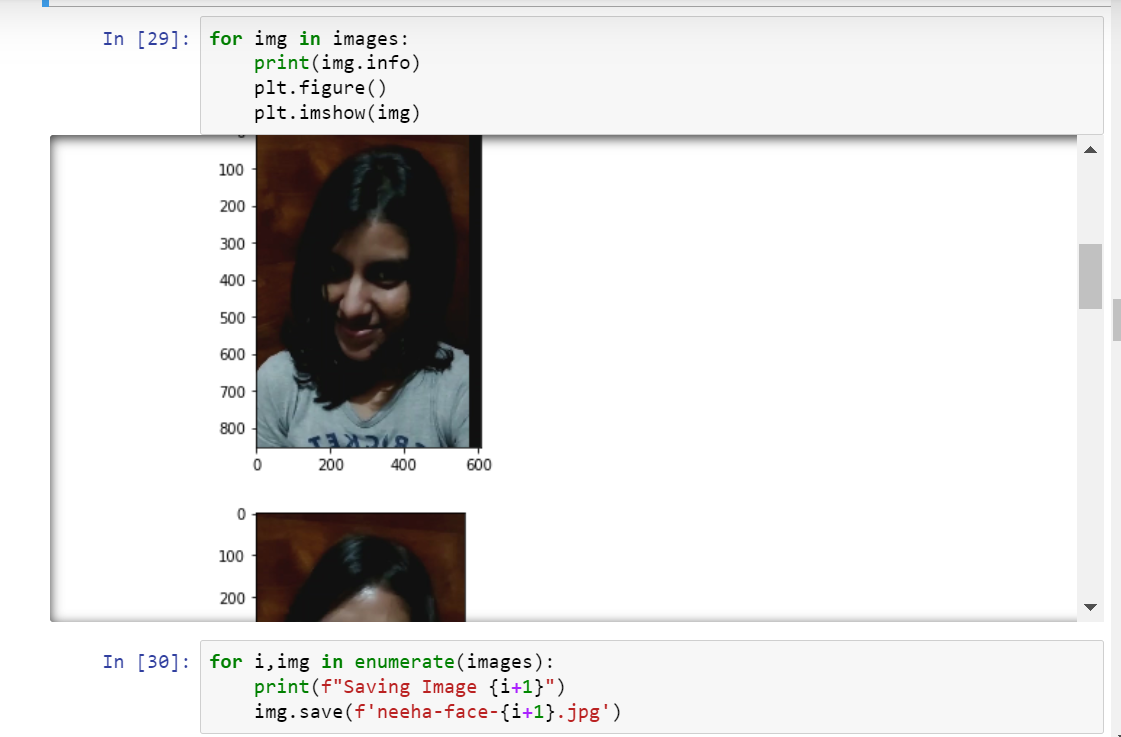 In [29]: for img in images:
print(img.info)
plt.figure()
plt.imshow(img)
100
200
300
400
500
600
700
800
0 200 400 600
CRICKET
0
100
200
In [30]: for i,img in enumerate(images):
print(f"Saving Image {i+1}")
img.save(f'neeha-face-{i+1}.jpg')